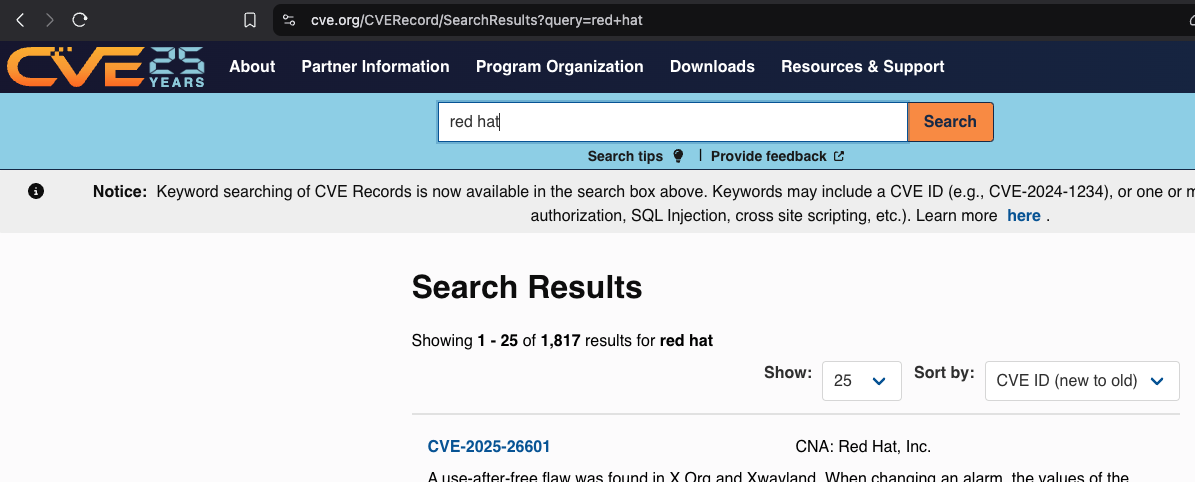 cve.org/CVERecord/SearchResults?query=red+hat
CVE 25 YEARS About Partner Information Program Organization Downloads Resources & Support
red hat Search
Search tips | Provide feedback
Notice: Keyword searching of CVE Records is now available in the search box above. Keywords may include a CVE ID (e.g., CVE-2024-1234), or one or
authorization, SQL Injection, cross site scripting, etc.). Learn more here .
Search Results
Showing 1 - 25 of 1,817 results for red hat
Show: 25 Sort by: CVE ID (new to old)
CVE-2025-26601 CNA: Red Hat, Inc.
A use-after-free flaw was found in X.Org and Xwayland. When changing an alarm, the values of the